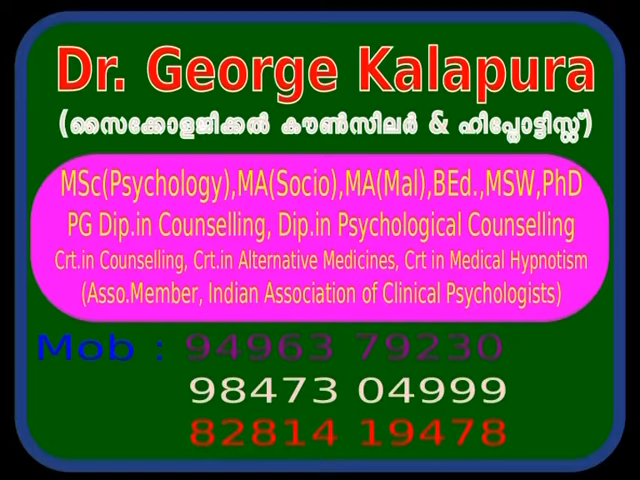 Dr. George Kalapura
(സൈക്കോളജിക്കൽ കൗൺസിലർ & ഹിപ്നോട്ടിസ്റ്റ്)
MSc(Psychology),MA(Socio),MA(Mal),BEd.,MSW,PhD
PG Dip.in Counselling, Dip.in Psychological Counselling
Crt.in Counselling, Crt.in Alternative Medicines, Crt in Medical Hypnotism
(Asso.Member, Indian Association of Clinical Psychologists)
Mob : 94963 79230
98473 04999
82814 19478